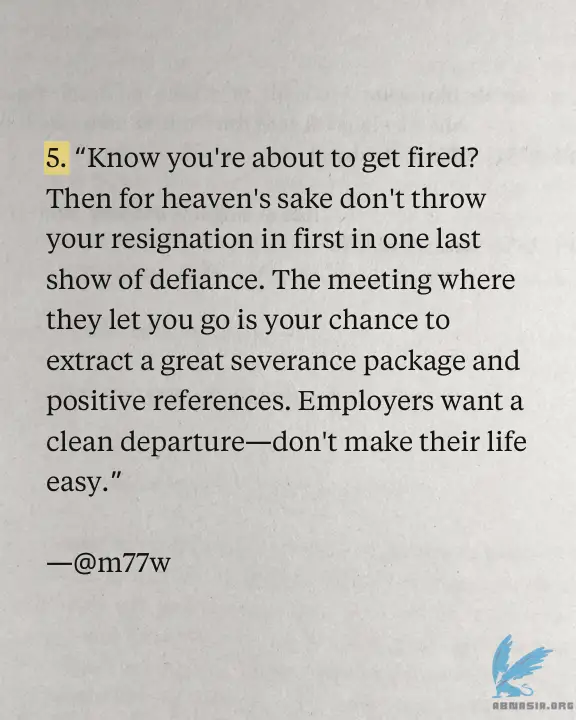 5. “Know you're about to get fired?
Then for heaven's sake don't throw
your resignation in first in one last
show of defiance. The meeting where
they let you go is your chance to
extract a great severance package and
positive references. Employers want a
clean departure—don't make their life
easy.”
—@m77w
ABNASIA.ORG